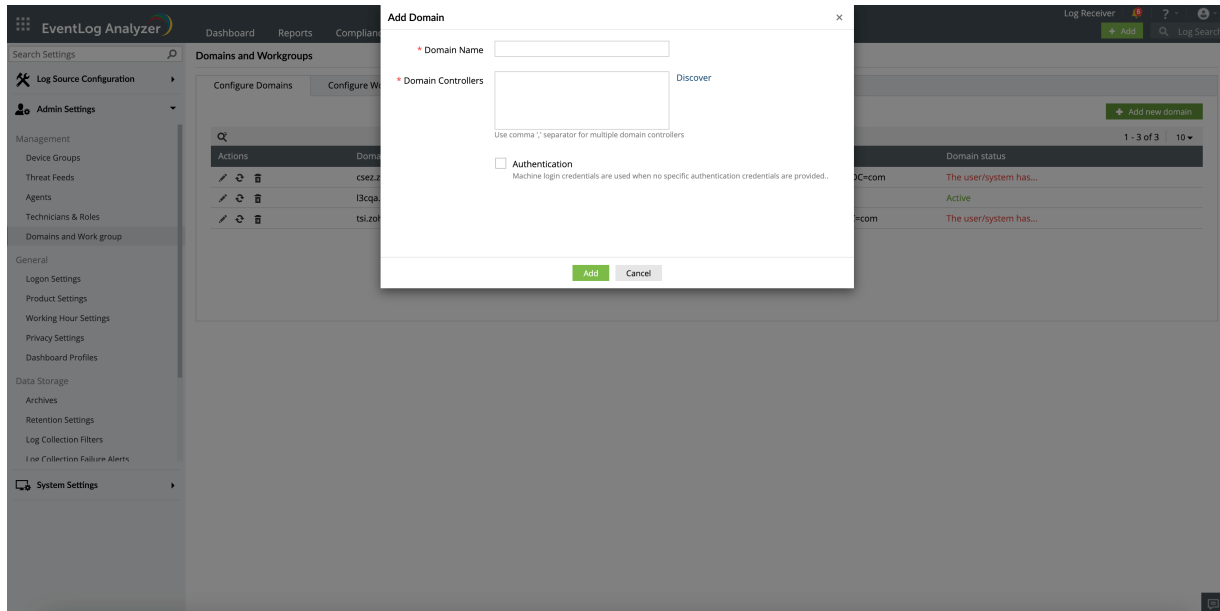 EventLog Analyzer
Dashboard Reports
Log Receiver
+ Add
Search Settings
Log Source Configuration
Admin Settings
Management
Device Groups
Threat Feeds
Agents
Technicians & Roles
Domains and Work group
General
Logon Settings
Product Settings
Working Hour Settings
Privacy Settings
Dashboard Profiles
Data Storage
Archives
Retention Settings
Log Collection Filters
Log Collection Failure Alerts
System Settings
Domains and Workgroups
Configure Domains Configure
+ Add new domain
1 - 3 of 3 10
Actions Domain status
The user/system has...
Active
The user/system has...
Add Domain ×
* Domain Name
* Domain Controllers Discover
Use comma ',' separator for multiple domain controllers
Authentication
Machine login credentials are used when no specific authentication credentials are provided..
Add Cancel